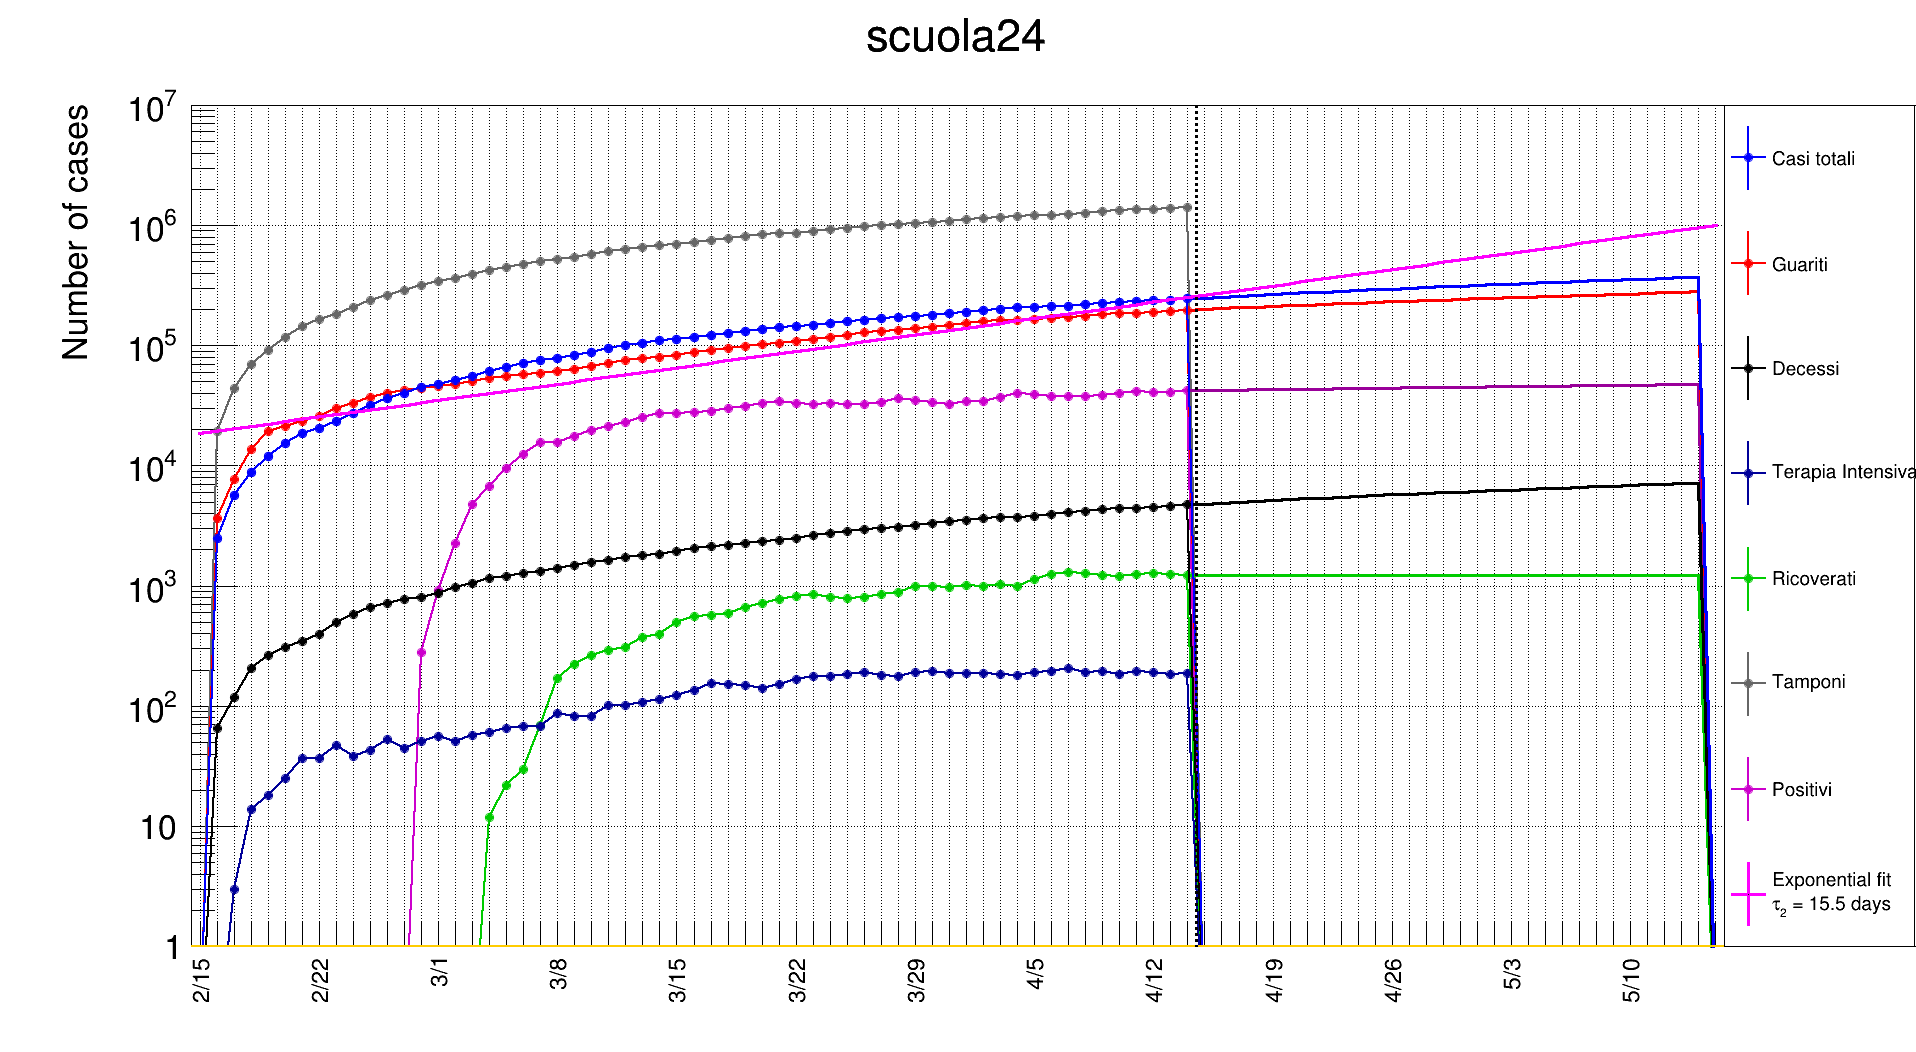 scuola24
Number of cases
10^7
10^6
10^5
10^4
10^3
10^2
10
1
2/15
2/22
3/1
3/8
3/15
3/22
3/29
4/5
4/12
4/19
4/26
5/3
5/10
Casi totali
Guariti
Decessi
Terapia Intensiva
Ricoverati
Tamponi
Positivi
Exponential fit
τ₂ = 15.5 days